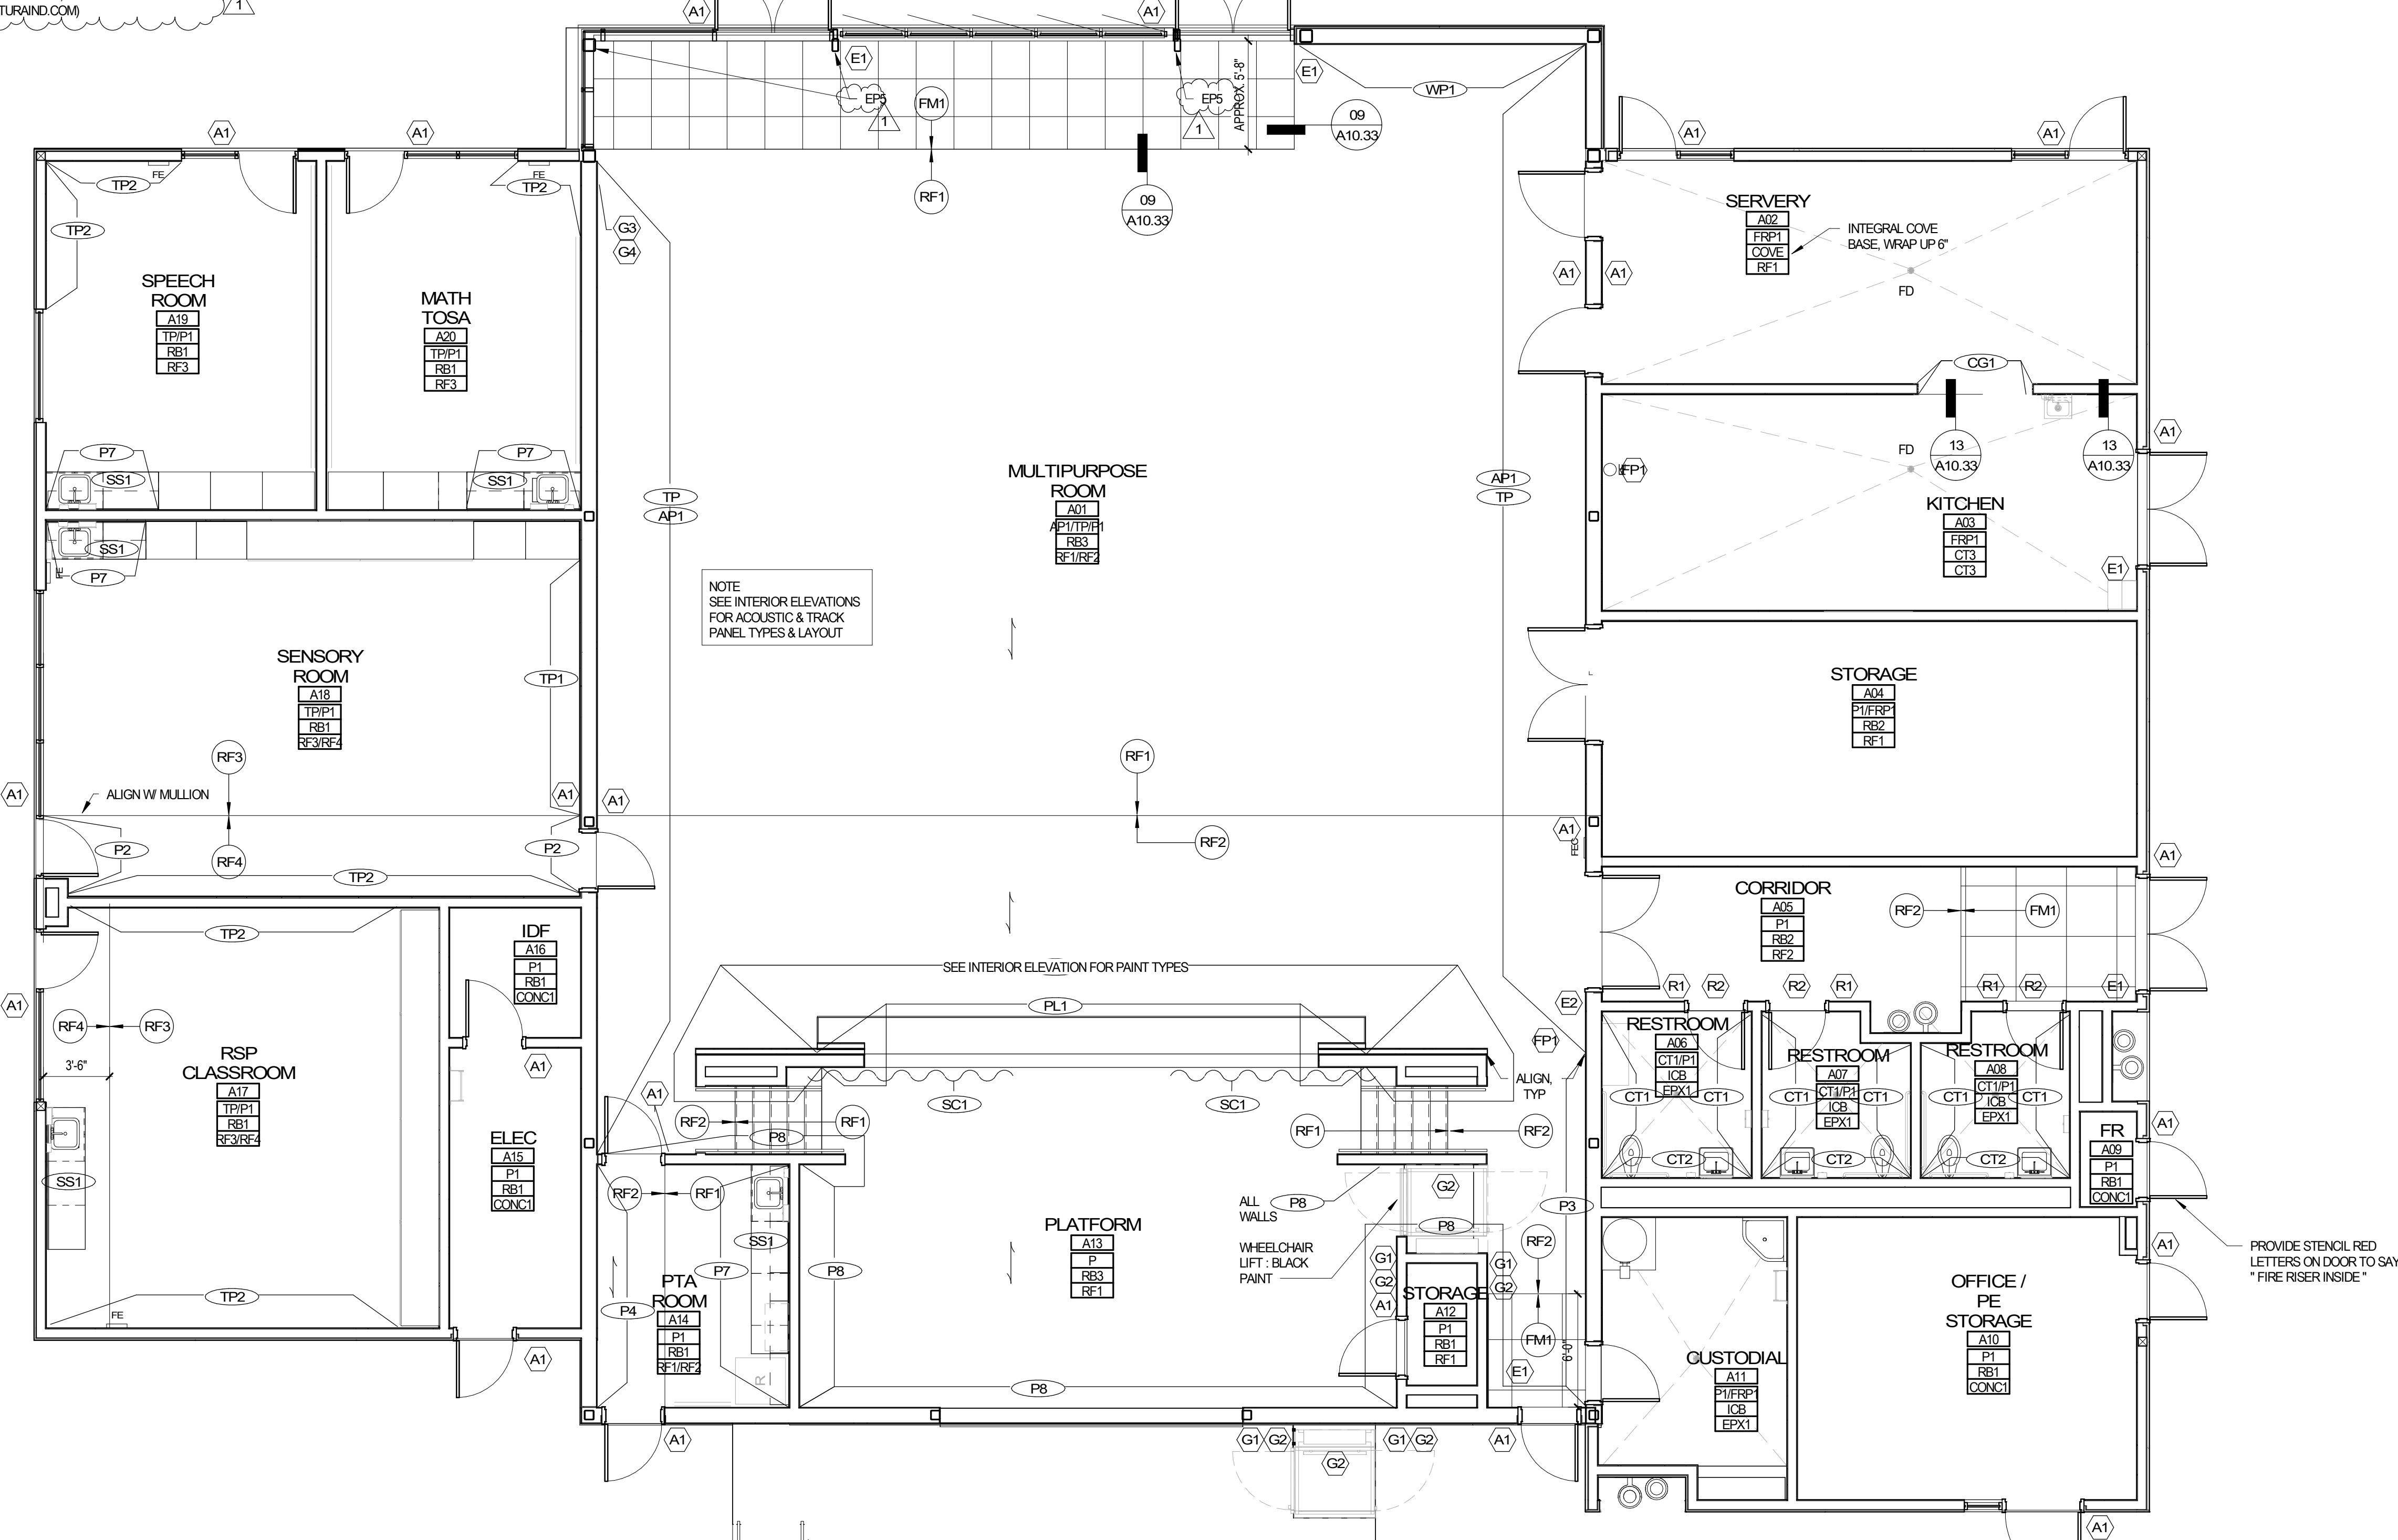 TURAIND.COM)
1
A1
A1
E1
E1
EP5
1
EP5
1
FM1
RF1
APPROX. 5'-8"
09
A10.33
09
A10.33
WP1
A1
A1
A1
A1
FE
TP2
TP2
FE
TP2
G3
G4
SPEECH
ROOM
A19
TP/P1
RB1
RF3
MATH
TOSA
A20
TP/P1
RB1
RF3
P7
SS1
P7
SS1
SERVERY
A02
FRP1
COVE
RF1
INTEGRAL COVE
BASE, WRAP UP 6"
FD
A1
A1
CG1
A1
13
A10.33
13
A10.33
FD
FP1
KITCHEN
A03
FRP1
CT3
CT3
E1
MULTIPURPOSE
ROOM
A01
AP1/TP/P1
RB3
RF1/RF2
TP
AP1
AP1
TP
NOTE
SEE INTERIOR ELEVATIONS
FOR ACOUSTIC & TRACK
PANEL TYPES & LAYOUT
SS1
P7
FE
SENSORY
ROOM
A18
TP/P1
RB1
RF3/RF4
TP1
RF3
RF4
A1
ALIGN W/ MULLION
A1
A1
P2
P2
TP2
STORAGE
A04
P1/FRP1
RB2
RF1
RF1
RF2
A1
FEC
A1
CORRIDOR
A05
P1
RB2
RF2
RF2
FM1
R1
R2
R2
R1
R1
R2
E1
TP2
A1
RF4
RF3
3'-6"
RSP
CLASSROOM
A17
TP/P1
RB1
RF3/RF4
SS1
TP2
FE
IDF
A16
P1
RB1
CONC1
A1
ELEC
A15
P1
RB1
CONC1
A1
SEE INTERIOR ELEVATION FOR PAINT TYPES
PL1
E2
FP1
SC1
SC1
ALIGN,
TYP
A1
RF2
RF1
P8
RF1
RF2
RESTROOM
A06
CT1/P1
ICB
EPX1
CT1
CT1
CT2
RESTROOM
A07
CT1/P1
ICB
EPX1
CT1
CT1
CT2
RESTROOM
A08
CT1/P1
ICB
EPX1
CT1
CT1
CT2
FR
A09
P1
RB1
CONC1
A1
A1
PROVIDE STENCIL RED
LETTERS ON DOOR TO SAY
" FIRE RISER INSIDE "
RF2
RF1
SS1
P7
P4
PTA
ROOM
A14
P1
RB1
RF1/RF2
R
A1
P8
PLATFORM
A13
P
RB3
RF1
P8
ALL
WALLS
P8
WHEELCHAIR
LIFT : BLACK
PAINT
G2
P8
G1
G2
A1
G1
G2
STORAGE
A12
P1
RB1
RF1
P3
RF2
FM1
6'-0"
E1
G1
G2
G1
G2
G2
A1
CUSTODIAL
A11
P1/FRP1
ICB
EPX1
OFFICE /
PE
STORAGE
A10
P1
RB1
CONC1
A1